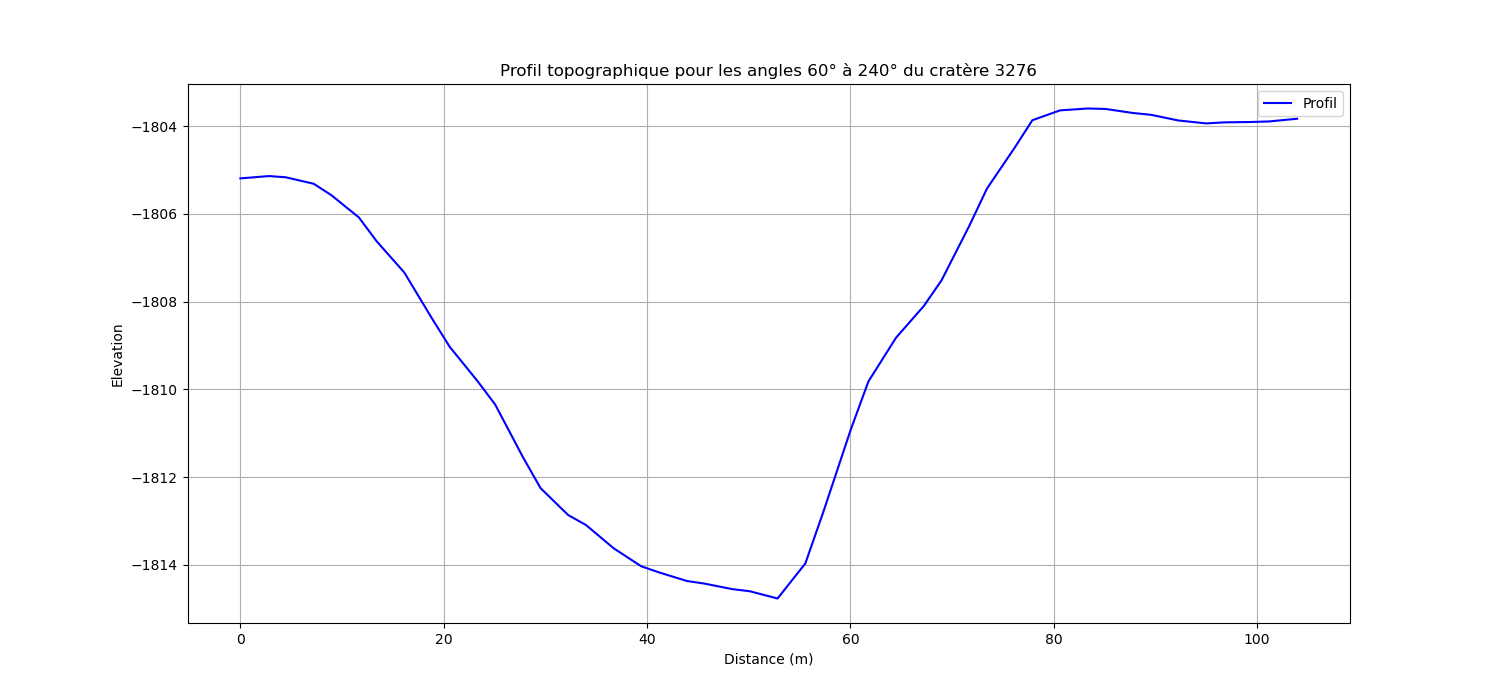 Profil topographique pour les angles 60° à 240° du cratère 3276
Profil
−1804
−1806
−1808
−1810
−1812
−1814
Elevation
0 20 40 60 80 100
Distance (m)